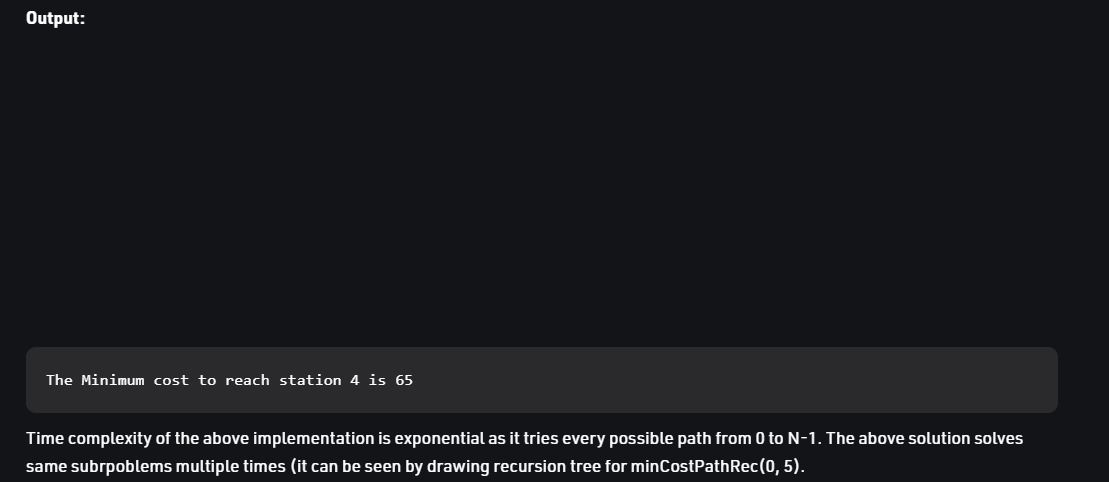 Output:
The Minimum cost to reach station 4 is 65
Time complexity of the above implementation is exponential as it tries every possible path from 0 to N-1. The above solution solves
same subrpoblems multiple times (it can be seen by drawing recursion tree for minCostPathRec(0, 5).